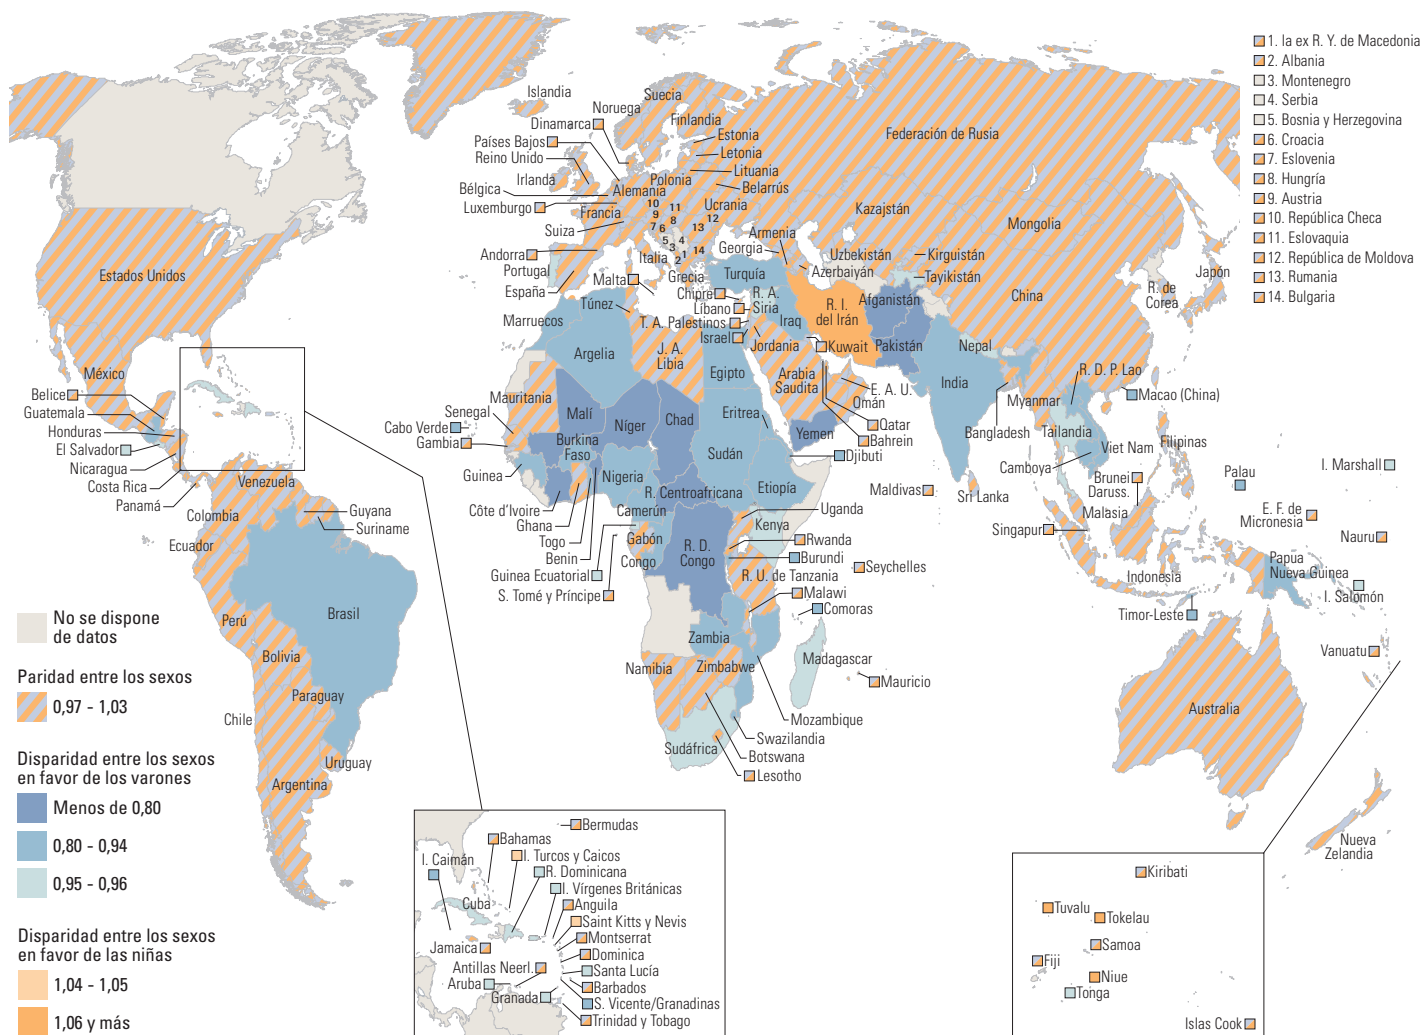 1. la ex R. Y. de Macedonia
2. Albania
3. Montenegro
4. Serbia
5. Bosnia y Herzegovina
6. Croacia
7. Eslovenia
8. Hungría
9. Austria
10. República Checa
11. Eslovaquia
12. República de Moldova
13. Rumania
14. Bulgaria
Islandia
Noruega
Suecia
Finlandia
Dinamarca
Países Bajos
Reino Unido
Irlanda
Bélgica
Luxemburgo
Alemania
Polonia
Estonia
Letonia
Lituania
Belarrús
Ucrania
Francia
Suiza
10
11
9
8
12
7
6
13
5
4
3
14
1
2
Andorra
Portugal
España
Italia
Malta
Grecia
Federación de Rusia
Kazajstán
Mongolia
Armenia
Georgia
Azerbaiyán
Uzbekistán
Kirguistán
Tayikistán
Turquía
Chipre
Líbano
R. A.
Siria
T. A. Palestinos
Israel
Iraq
Jordania
R. I.
del Irán
Kuwait
Afganistán
Pakistán
China
R. de
Corea
Japón
Nepal
India
Bangladesh
Myanmar
R. D. P. Lao
Macao (China)
Tailandia
Viet Nam
Camboya
Filipinas
Arabia
Saudita
E. A. U.
Omán
Qatar
Bahrein
Yemen
Djibuti
Maldivas
Sri Lanka
Brunei
Daruss.
Malasia
Singapur
Indonesia
Palau
I. Marshall
E. F. de
Micronesia
Nauru
Papua
Nueva Guinea
I. Salomón
Timor-Leste
Vanuatu
Australia
Nueva
Zelandia
Estados Unidos
México
Belice
Guatemala
Honduras
El Salvador
Nicaragua
Costa Rica
Panamá
Venezuela
Colombia
Guyana
Suriname
Ecuador
Perú
Brasil
Bolivia
Paraguay
Chile
Uruguay
Argentina
Túnez
Marruecos
Argelia
J. A.
Libia
Egipto
Mauritania
Malí
Níger
Chad
Sudán
Eritrea
Etiopía
Senegal
Cabo Verde
Gambia
Guinea
Burkina
Faso
Nigeria
Côte d'Ivoire
Ghana
Togo
Benin
Camerún
R.
Centroafricana
Guinea Ecuatorial
S. Tomé y Príncipe
Gabón
Congo
R. D.
Congo
Uganda
Kenya
Rwanda
Burundi
Seychelles
R. U. de Tanzania
Malawi
Comoras
Zambia
Madagascar
Mauricio
Namibia
Zimbabwe
Mozambique
Swazilandia
Botswana
Sudáfrica
Lesotho
No se dispone
de datos
Paridad entre los sexos
0,97 - 1,03
Disparidad entre los sexos
en favor de los varones
Menos de 0,80
0,80 - 0,94
0,95 - 0,96
Disparidad entre los sexos
en favor de las niñas
1,04 - 1,05
1,06 y más
Bermudas
Bahamas
I. Caimán
I. Turcos y Caicos
R. Dominicana
I. Vírgenes Británicas
Cuba
Anguila
Saint Kitts y Nevis
Montserrat
Jamaica
Dominica
Antillas Neerl.
Santa Lucía
Aruba
Barbados
Granada
S. Vicente/Granadinas
Trinidad y Tobago
Kiribati
Tuvalu
Tokelau
Samoa
Fiji
Niue
Tonga
Islas Cook